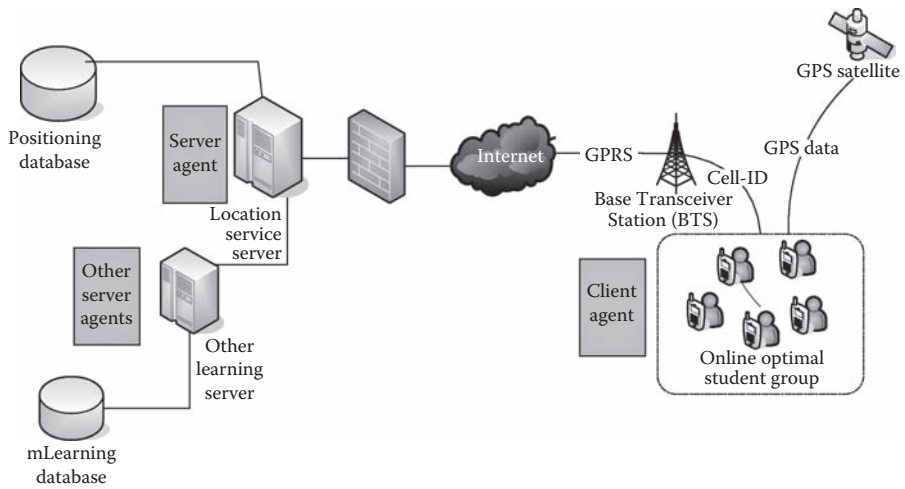 GPS satellite
Positioning
database
Server
agent
Internet
GPRS
GPS data
Cell-ID
Base Transceiver
Station (BTS)
Location
service
server
Other
server
agents
Client
agent
Other
learning
server
Online optimal
student group
mLearning
database